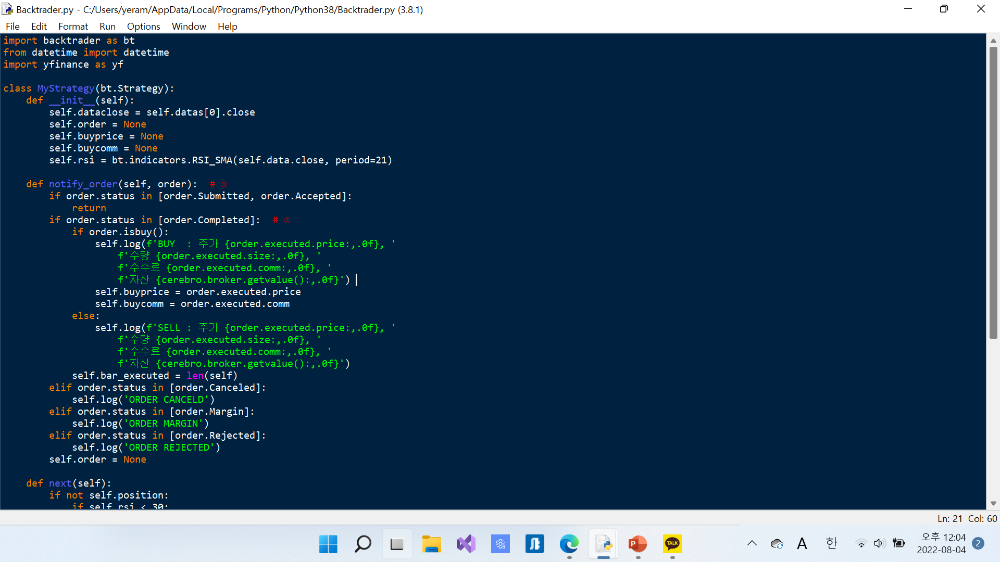 Backtrader.py - C:/Users/yeram/AppData/Local/Programs/Python/Python38/Backtrader.py (3.8.1)
File Edit Format Run Options Window Help
import backtrader as bt
from datetime import datetime
import yfinance as yf

class MyStrategy(bt.Strategy):
    def __init__(self):
        self.dataclose = self.datas[0].close
        self.order = None
        self.buyprice = None
        self.buycomm = None
        self.rsi = bt.indicators.RSI_SMA(self.data.close, period=21)

    def notify_order(self, order):  # ①
        if order.status in [order.Submitted, order.Accepted]:
            return
        if order.status in [order.Completed]:  # ②
            if order.isbuy():
                self.log(f'BUY  : 주가 {order.executed.price:,.0f}, '
                    f'수량 {order.executed.size:,.0f}, '
                    f'수수료 {order.executed.comm:,.0f}, '
                    f'자산 {cerebro.broker.getvalue():,.0f}')
                self.buyprice = order.executed.price
                self.buycomm = order.executed.comm
            else:
                self.log(f'SELL : 주가 {order.executed.price:,.0f}, '
                    f'수량 {order.executed.size:,.0f}, '
                    f'수수료 {order.executed.comm:,.0f}, '
                    f'자산 {cerebro.broker.getvalue():,.0f}')
            self.bar_executed = len(self)
        elif order.status in [order.Canceled]:
            self.log('ORDER CANCELD')
        elif order.status in [order.Margin]:
            self.log('ORDER MARGIN')
        elif order.status in [order.Rejected]:
            self.log('ORDER REJECTED')
        self.order = None

    def next(self):
        if not self.position:
            if self.rsi < 30:
Ln: 21 Col: 60
P
TALK
A 한
오후 12:04
2022-08-04
2